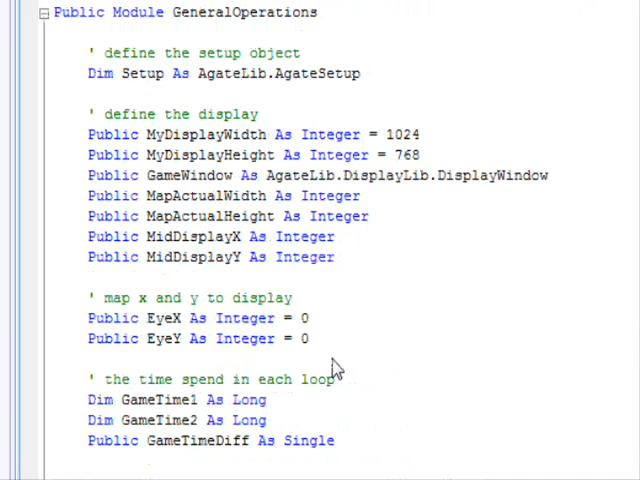 Public Module GeneralOperations
' define the setup object
Dim Setup As AgateLib.AgateSetup
' define the display
Public MyDisplayWidth As Integer = 1024
Public MyDisplayHeight As Integer = 768
Public GameWindow As AgateLib.DisplayLib.DisplayWindow
Public MapActualWidth As Integer
Public MapActualHeight As Integer
Public MidDisplayX As Integer
Public MidDisplayY As Integer
' map x and y to display
Public EyeX As Integer = 0
Public EyeY As Integer = 0
' the time spend in each loop
Dim GameTime1 As Long
Dim GameTime2 As Long
Public GameTimeDiff As Single